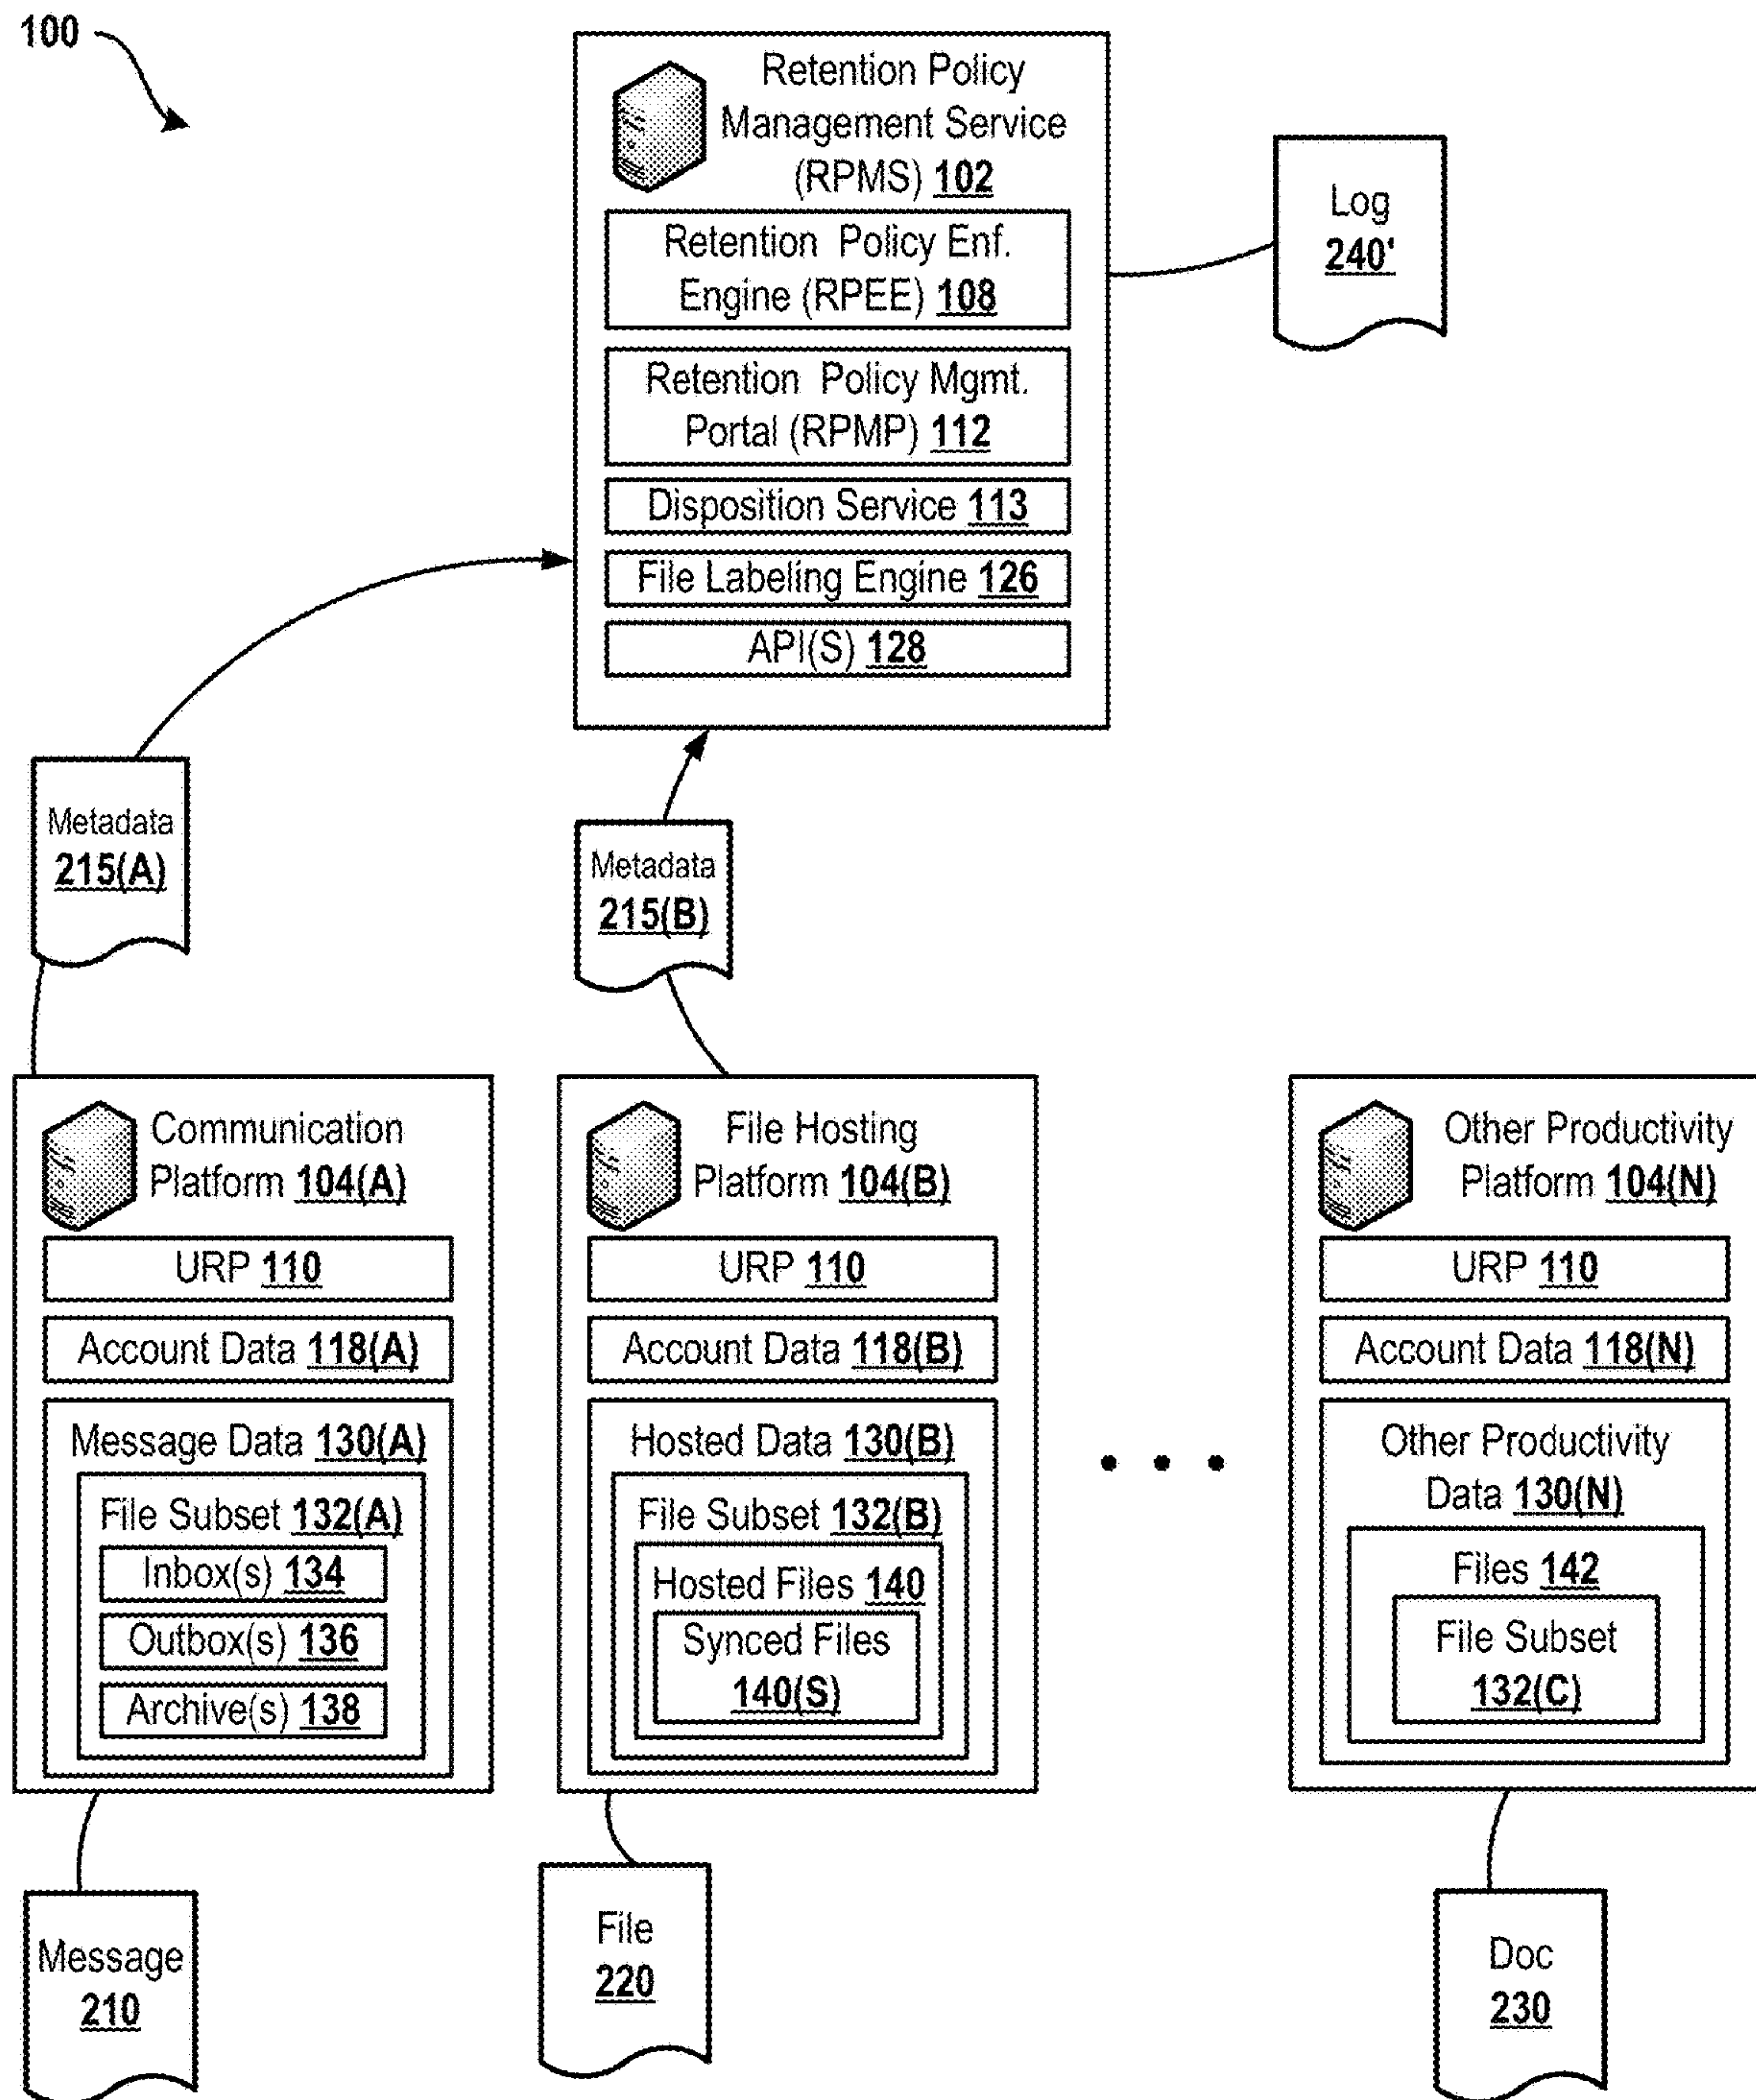 100
Retention Policy
Management Service
(RPMS) 102
Retention Policy Enf.
Engine (RPEE) 108
Retention Policy Mgmt.
Portal (RPMP) 112
Disposition Service 113
File Labeling Engine 126
API(S) 128
Log
240'
Metadata
215(A)
Metadata
215(B)
Communication
Platform 104(A)
URP 110
Account Data 118(A)
Message Data 130(A)
File Subset 132(A)
Inbox(s) 134
Outbox(s) 136
Archive(s) 138
File Hosting
Platform 104(B)
URP 110
Account Data 118(B)
Hosted Data 130(B)
File Subset 132(B)
Hosted Files 140
Synced Files
140(S)
• • •
Other Productivity
Platform 104(N)
URP 110
Account Data 118(N)
Other Productivity
Data 130(N)
Files 142
File Subset
132(C)
Message
210
File
220
Doc
230